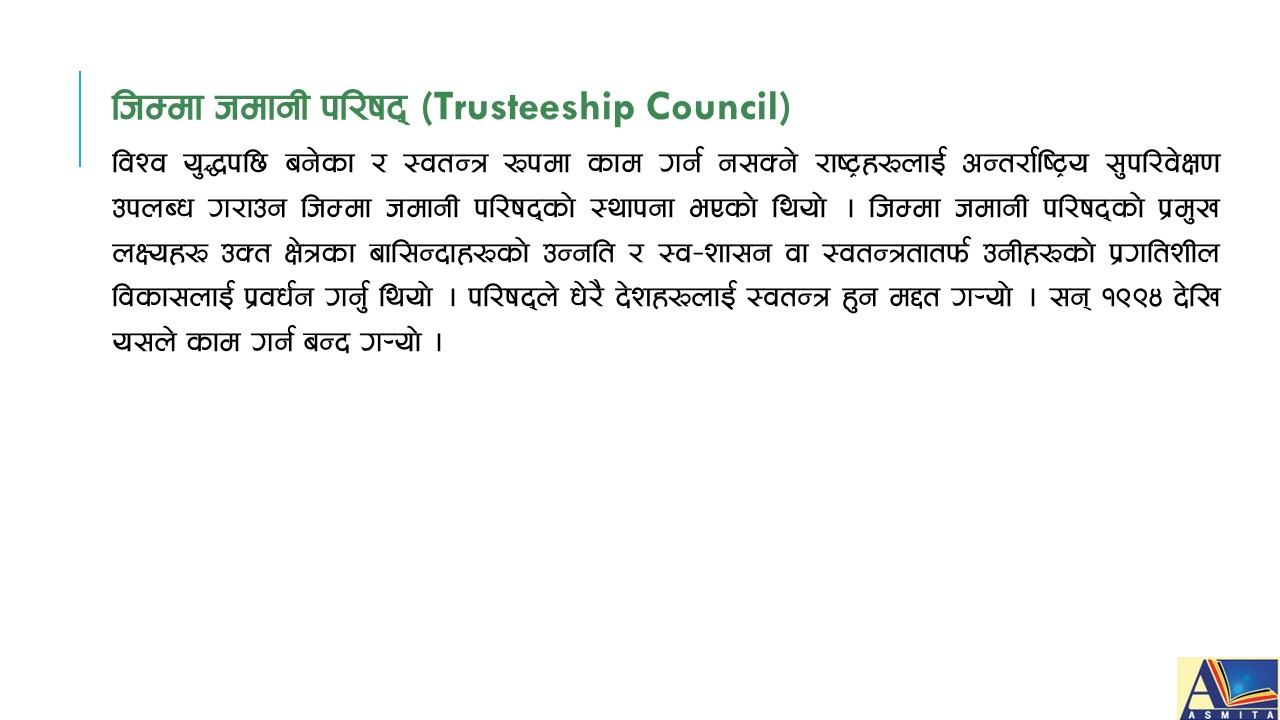 जिम्मा जमानी परिषद् (Trusteeship Council)
विश्व युद्धपछि बनेका र स्वतन्त्र रुपमा काम गर्न नसक्ने राष्ट्रहरुलाई अन्तर्राष्ट्रिय सुपरिवेक्षण
उपलब्ध गराउन जिम्मा जमानी परिषद्को स्थापना भएको थियो ।  जिम्मा जमानी परिषद्को प्रमुख
लक्ष्यहरु उक्त क्षेत्रका बासिन्दाहरुको उन्नति र स्व-शासन वा स्वतन्त्रतातर्फ उनीहरुको प्रगतिशील
विकासलाई प्रवर्धन गर्नु थियो । परिषद्ले धेरै देशहरुलाई स्वतन्त्र हुन मद्दत गर्‍यो । सन् १९९४ देखि
यसले काम गर्न बन्द गर्‍यो ।
ASMITA